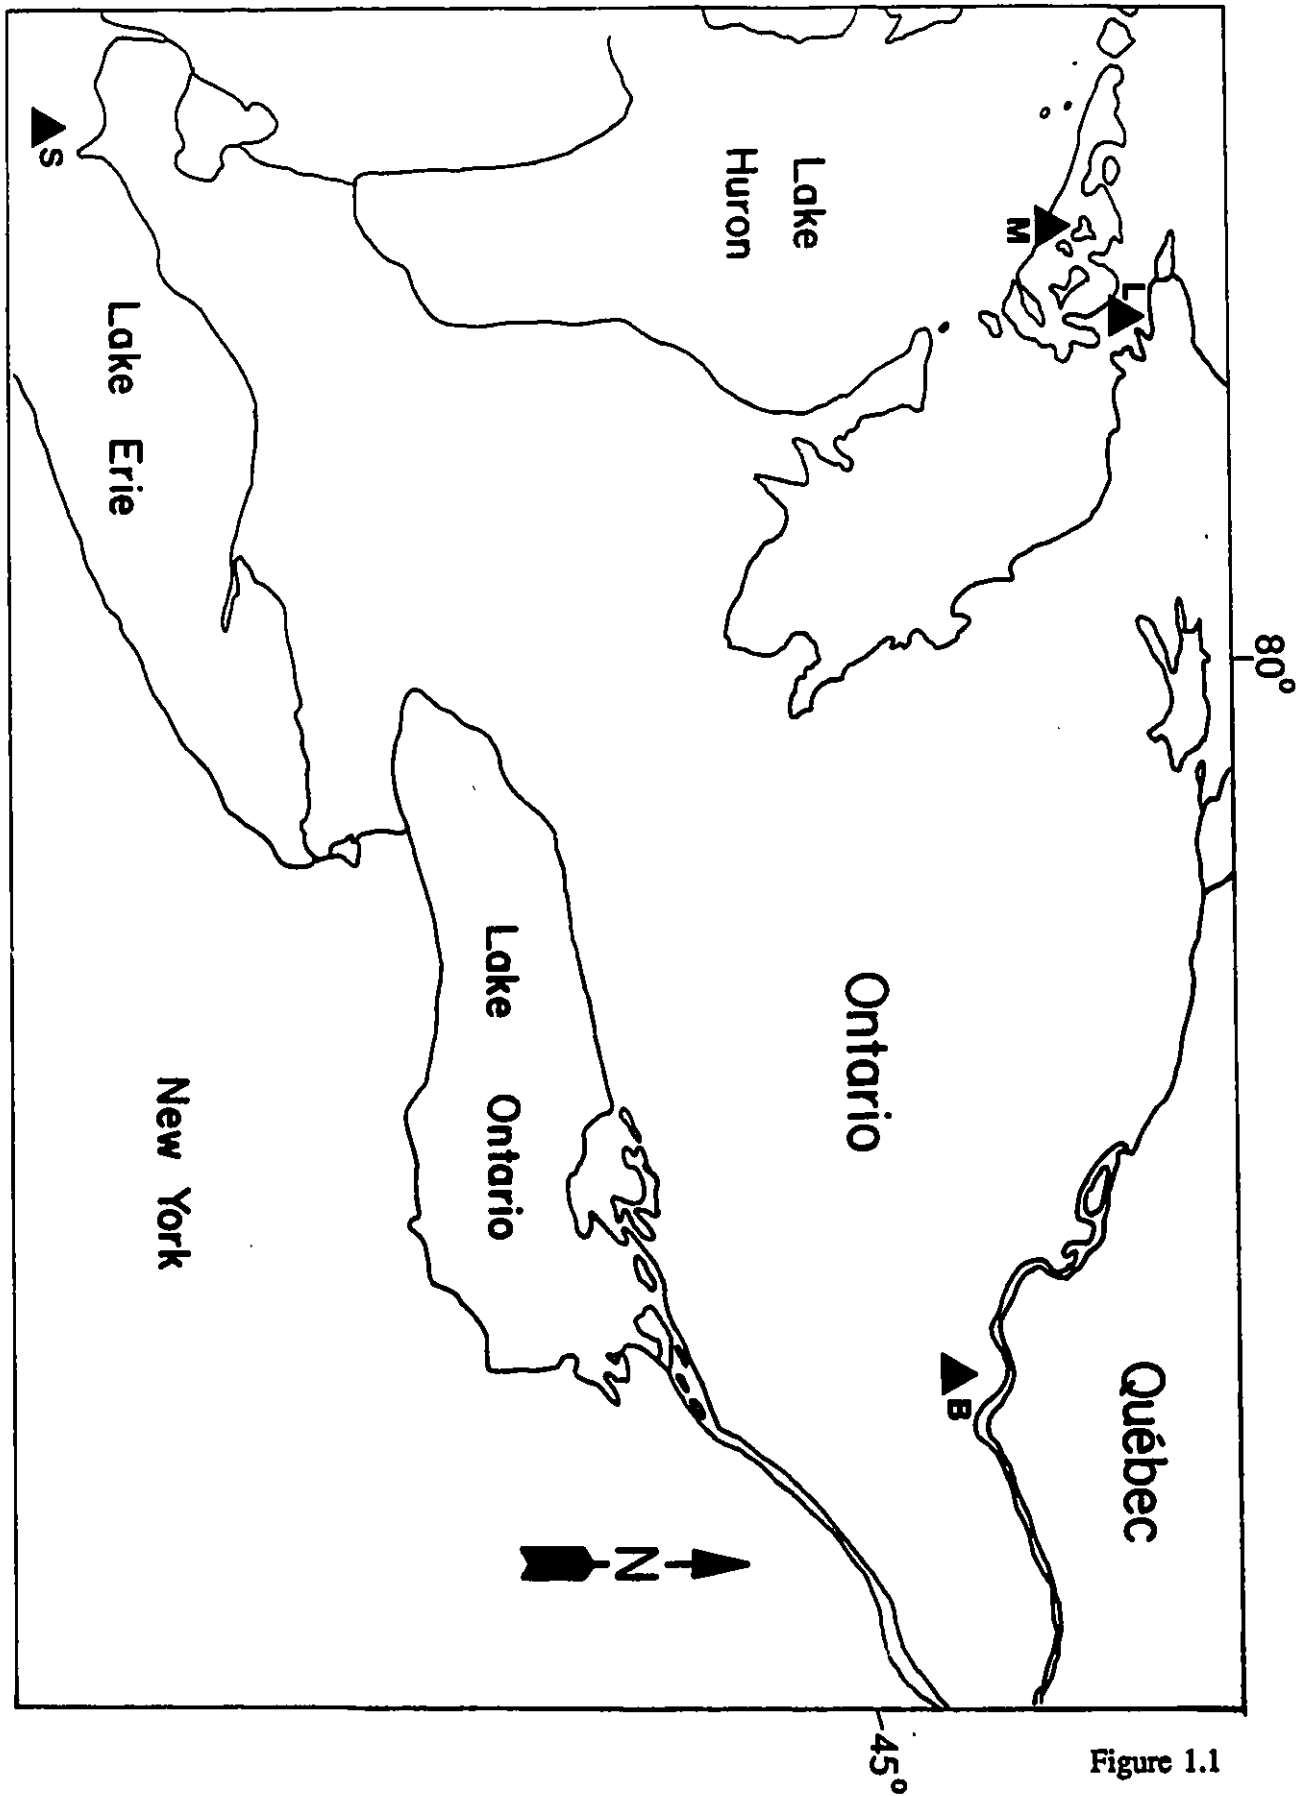 80°
Québec
L
M
Lake
Huron
B
Ontario
45°
N
Lake Ontario
Lake Erie
New York
S
Figure 1.1